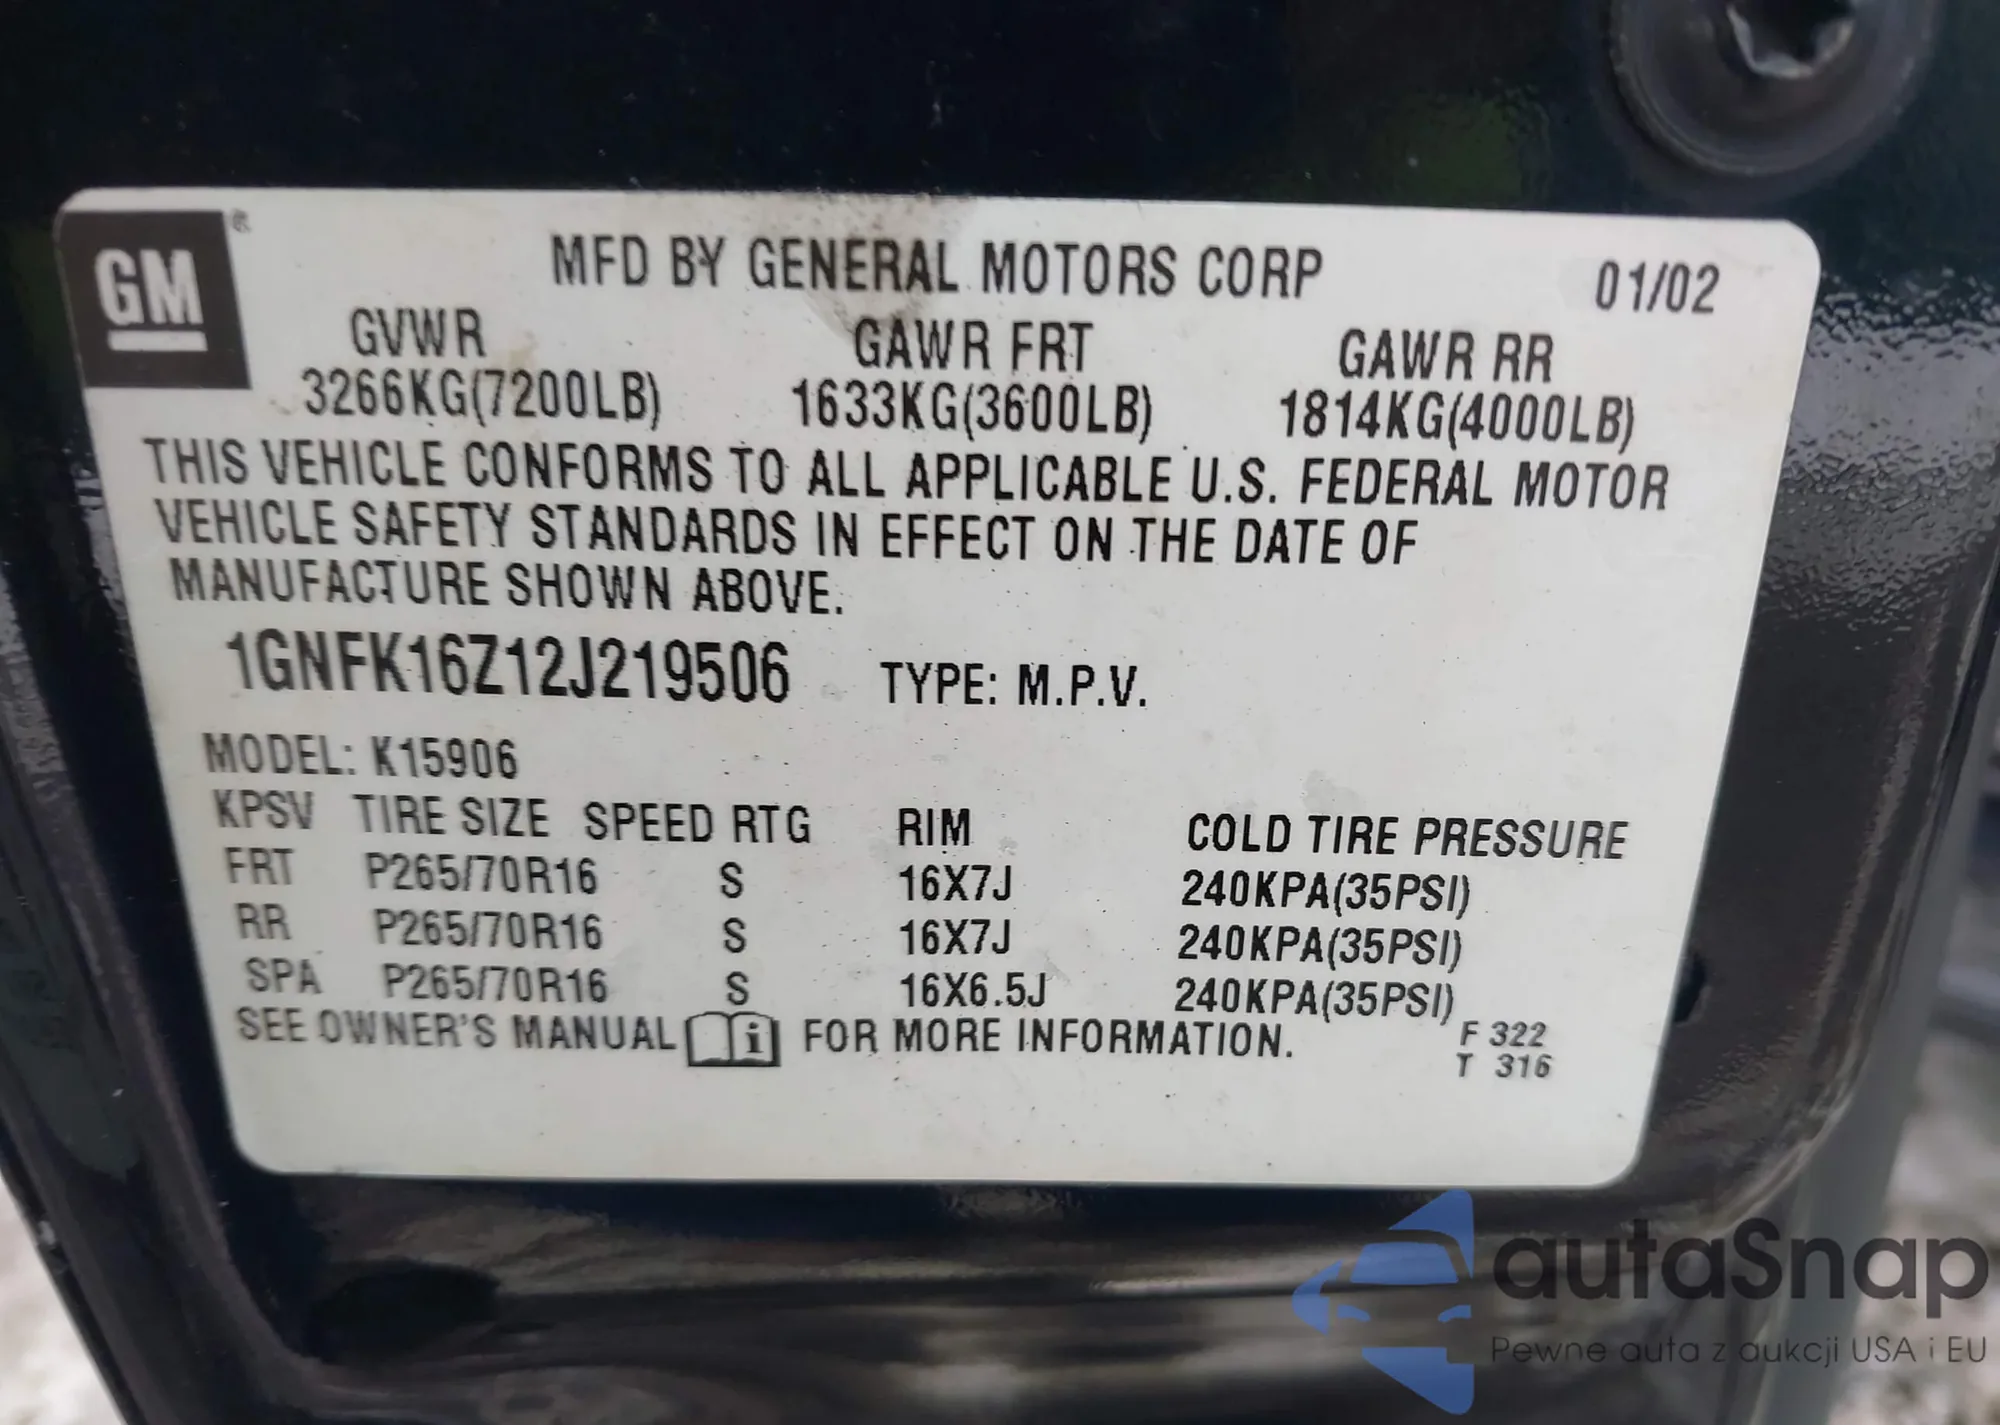 GM®
MFD BY GENERAL MOTORS CORP 01/02
GVWR GAWR FRT GAWR RR
3266KG(7200LB) 1633KG(3600LB) 1814KG(4000LB)
THIS VEHICLE CONFORMS TO ALL APPLICABLE U.S. FEDERAL MOTOR
VEHICLE SAFETY STANDARDS IN EFFECT ON THE DATE OF
MANUFACTURE SHOWN ABOVE.
1GNFK16Z12J219506 TYPE: M.P.V.
MODEL: K15906
KPSV TIRE SIZE SPEED RTG RIM COLD TIRE PRESSURE
FRT P265/70R16 S 16X7J 240KPA(35PSI)
RR P265/70R16 S 16X7J 240KPA(35PSI)
SPA P265/70R16 S 16X6.5J 240KPA(35PSI)
SEE OWNER'S MANUAL i FOR MORE INFORMATION.
F 322
T 316
autaSnap
Pewne auta z aukcji USA i EU